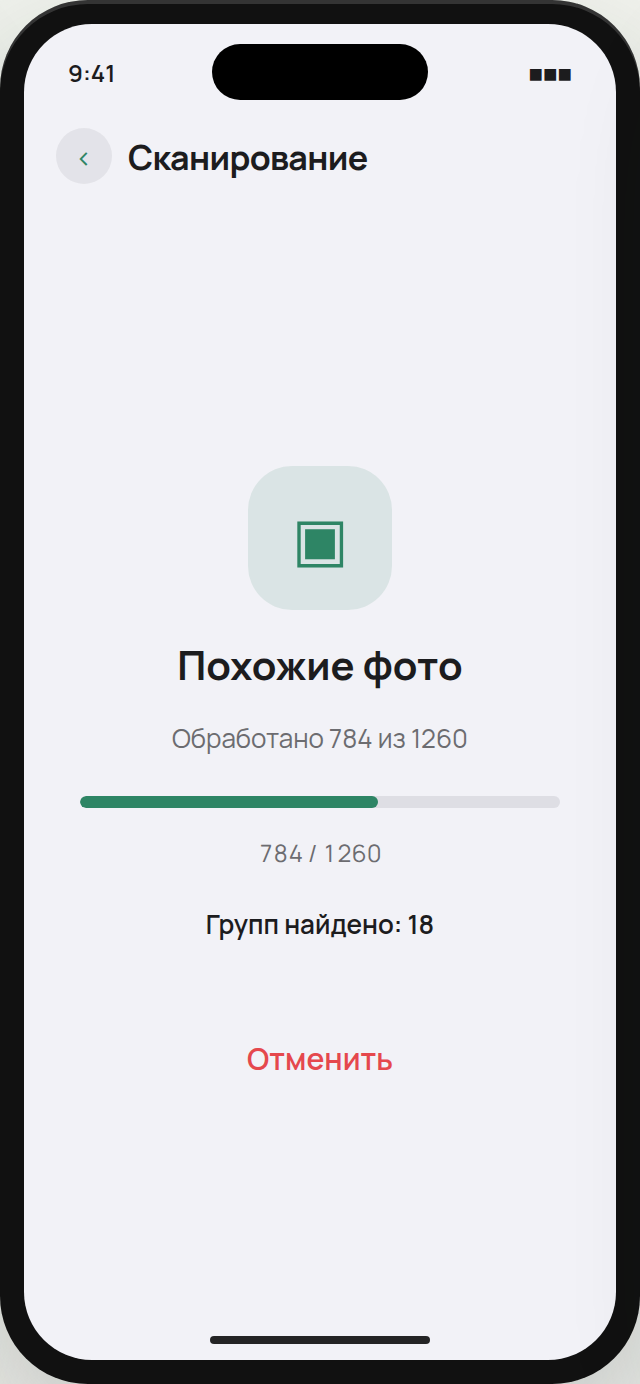 9:41
Сканирование
Похожие фото
Обработано 784 из 1260
784 / 1260
Групп найдено: 18
Отменить